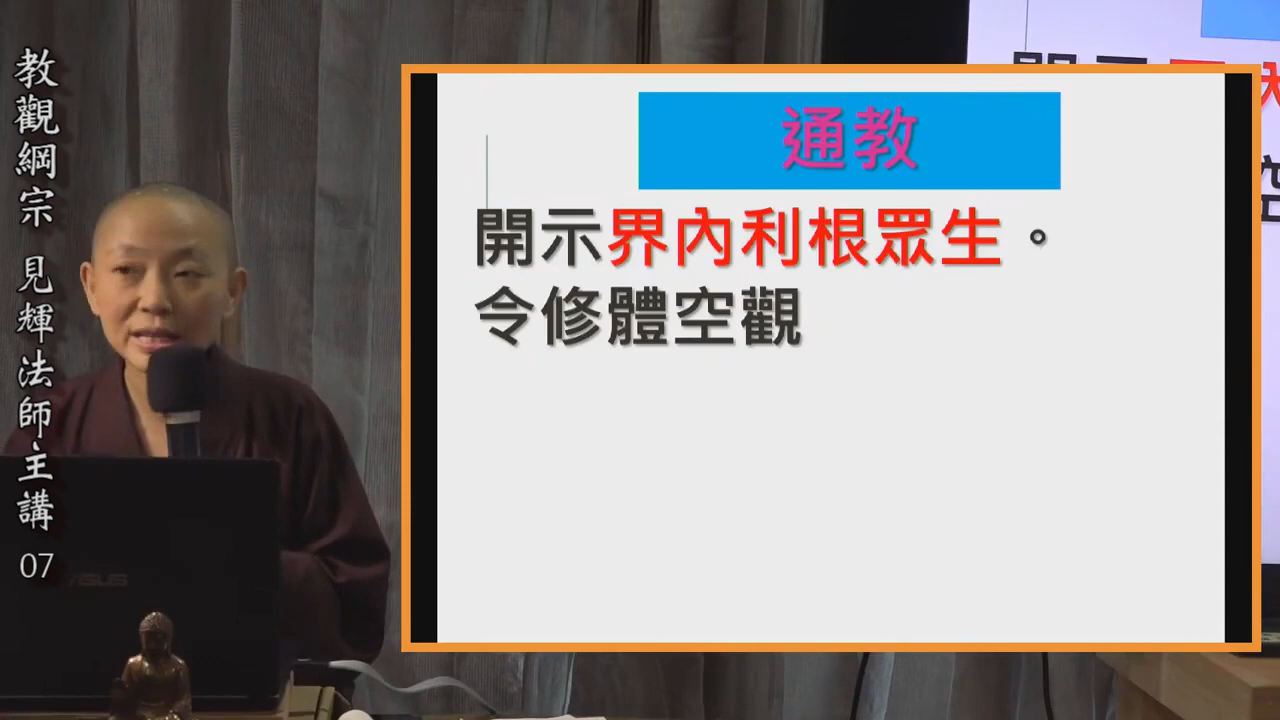 教觀綱宗 見輝法師主講 07
通教
開示界內利根眾生。
令修體空觀